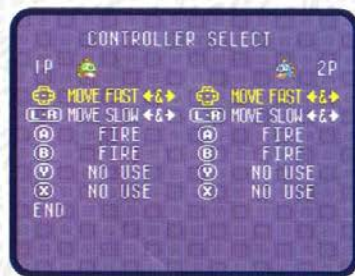 CONTROLLER SELECT
1P 2P
MOVE FAST ←&→ MOVE FAST ←&→
L-R MOVE SLOW ←&→ L-R MOVE SLOW ←&→
A FIRE A FIRE
B FIRE B FIRE
Y NO USE Y NO USE
X NO USE X NO USE
END